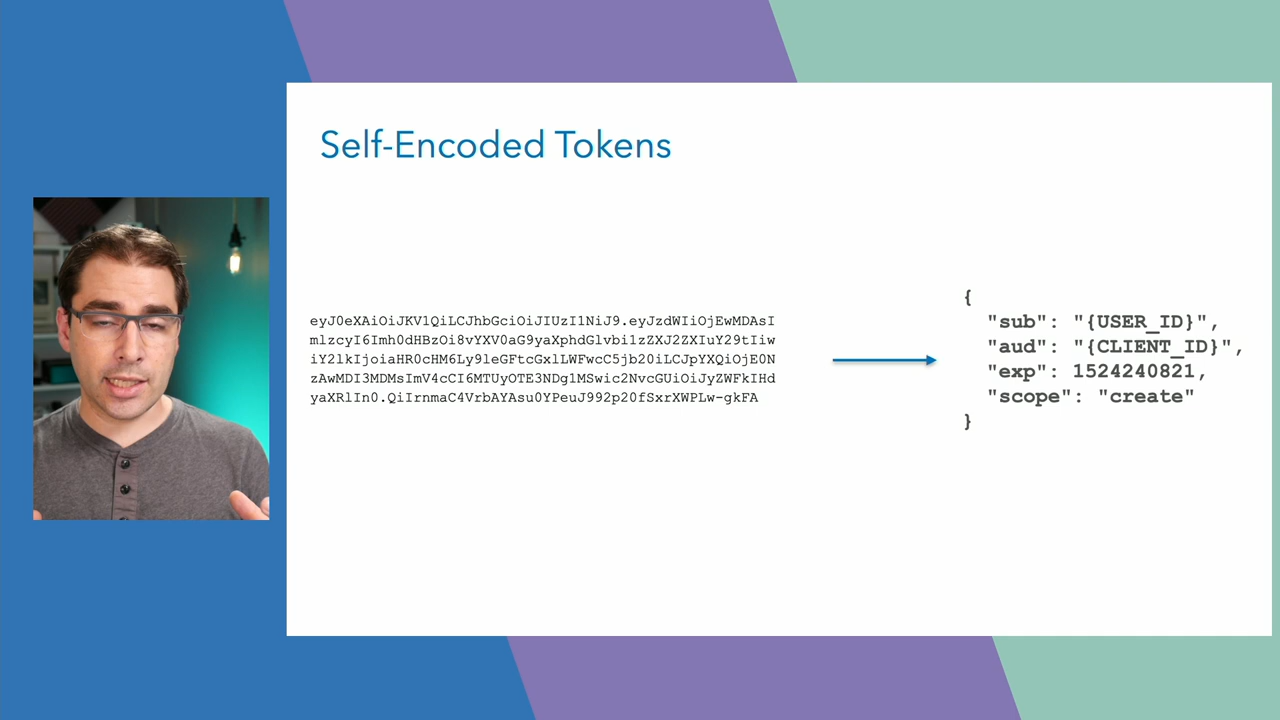 Self-Encoded Tokens
eyJ0eXAiOiJKV1QiLCJhbGciOiJIUzI1NiJ9.eyJzdWIiOjEwMDAsI
mlzcyI6Imh0dHBzOi8vYXV0aG9yaXphdGlvbi1zZXJ2ZXIuY29tIiw
iY2lkIjoiaHR0cHM6Ly9leGFtcGxlLWFwcC5jb20iLCJpYXQiOjE0N
zAwMDI3MDMsImV4cCI6MTUyOTE3NDg1MSwic2NvcGUiOiJyZWFkIHd
yaXRlIn0.QiIrnmaC4VrbAYAsu0YPeuJ992p20fSxrXWPLw-gkFA
{
"sub": "{USER_ID}",
"aud": "{CLIENT_ID}",
"exp": 1524240821,
"scope": "create"
}